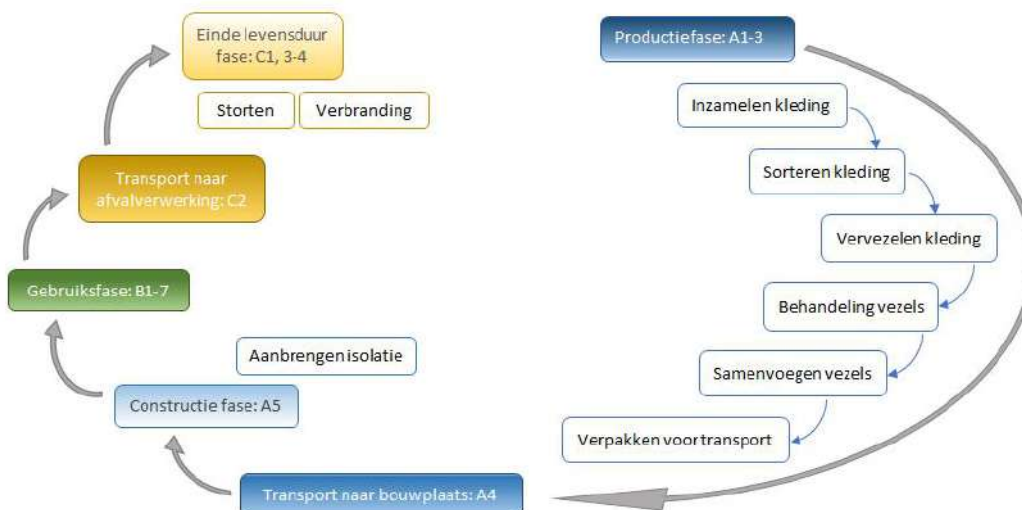 Productiefase: A1-3
Inzamelen kleding
Sorteren kleding
Vervezelen kleding
Behandeling vezels
Samenvoegen vezels
Verpakken voor transport
Transport naar bouwplaats: A4
Constructie fase: A5
Aanbrengen isolatie
Gebruiksfase: B1-7
Transport naar
afvalverwerking: C2
Einde levensduur
fase: C1, 3-4
Storten
Verbranding